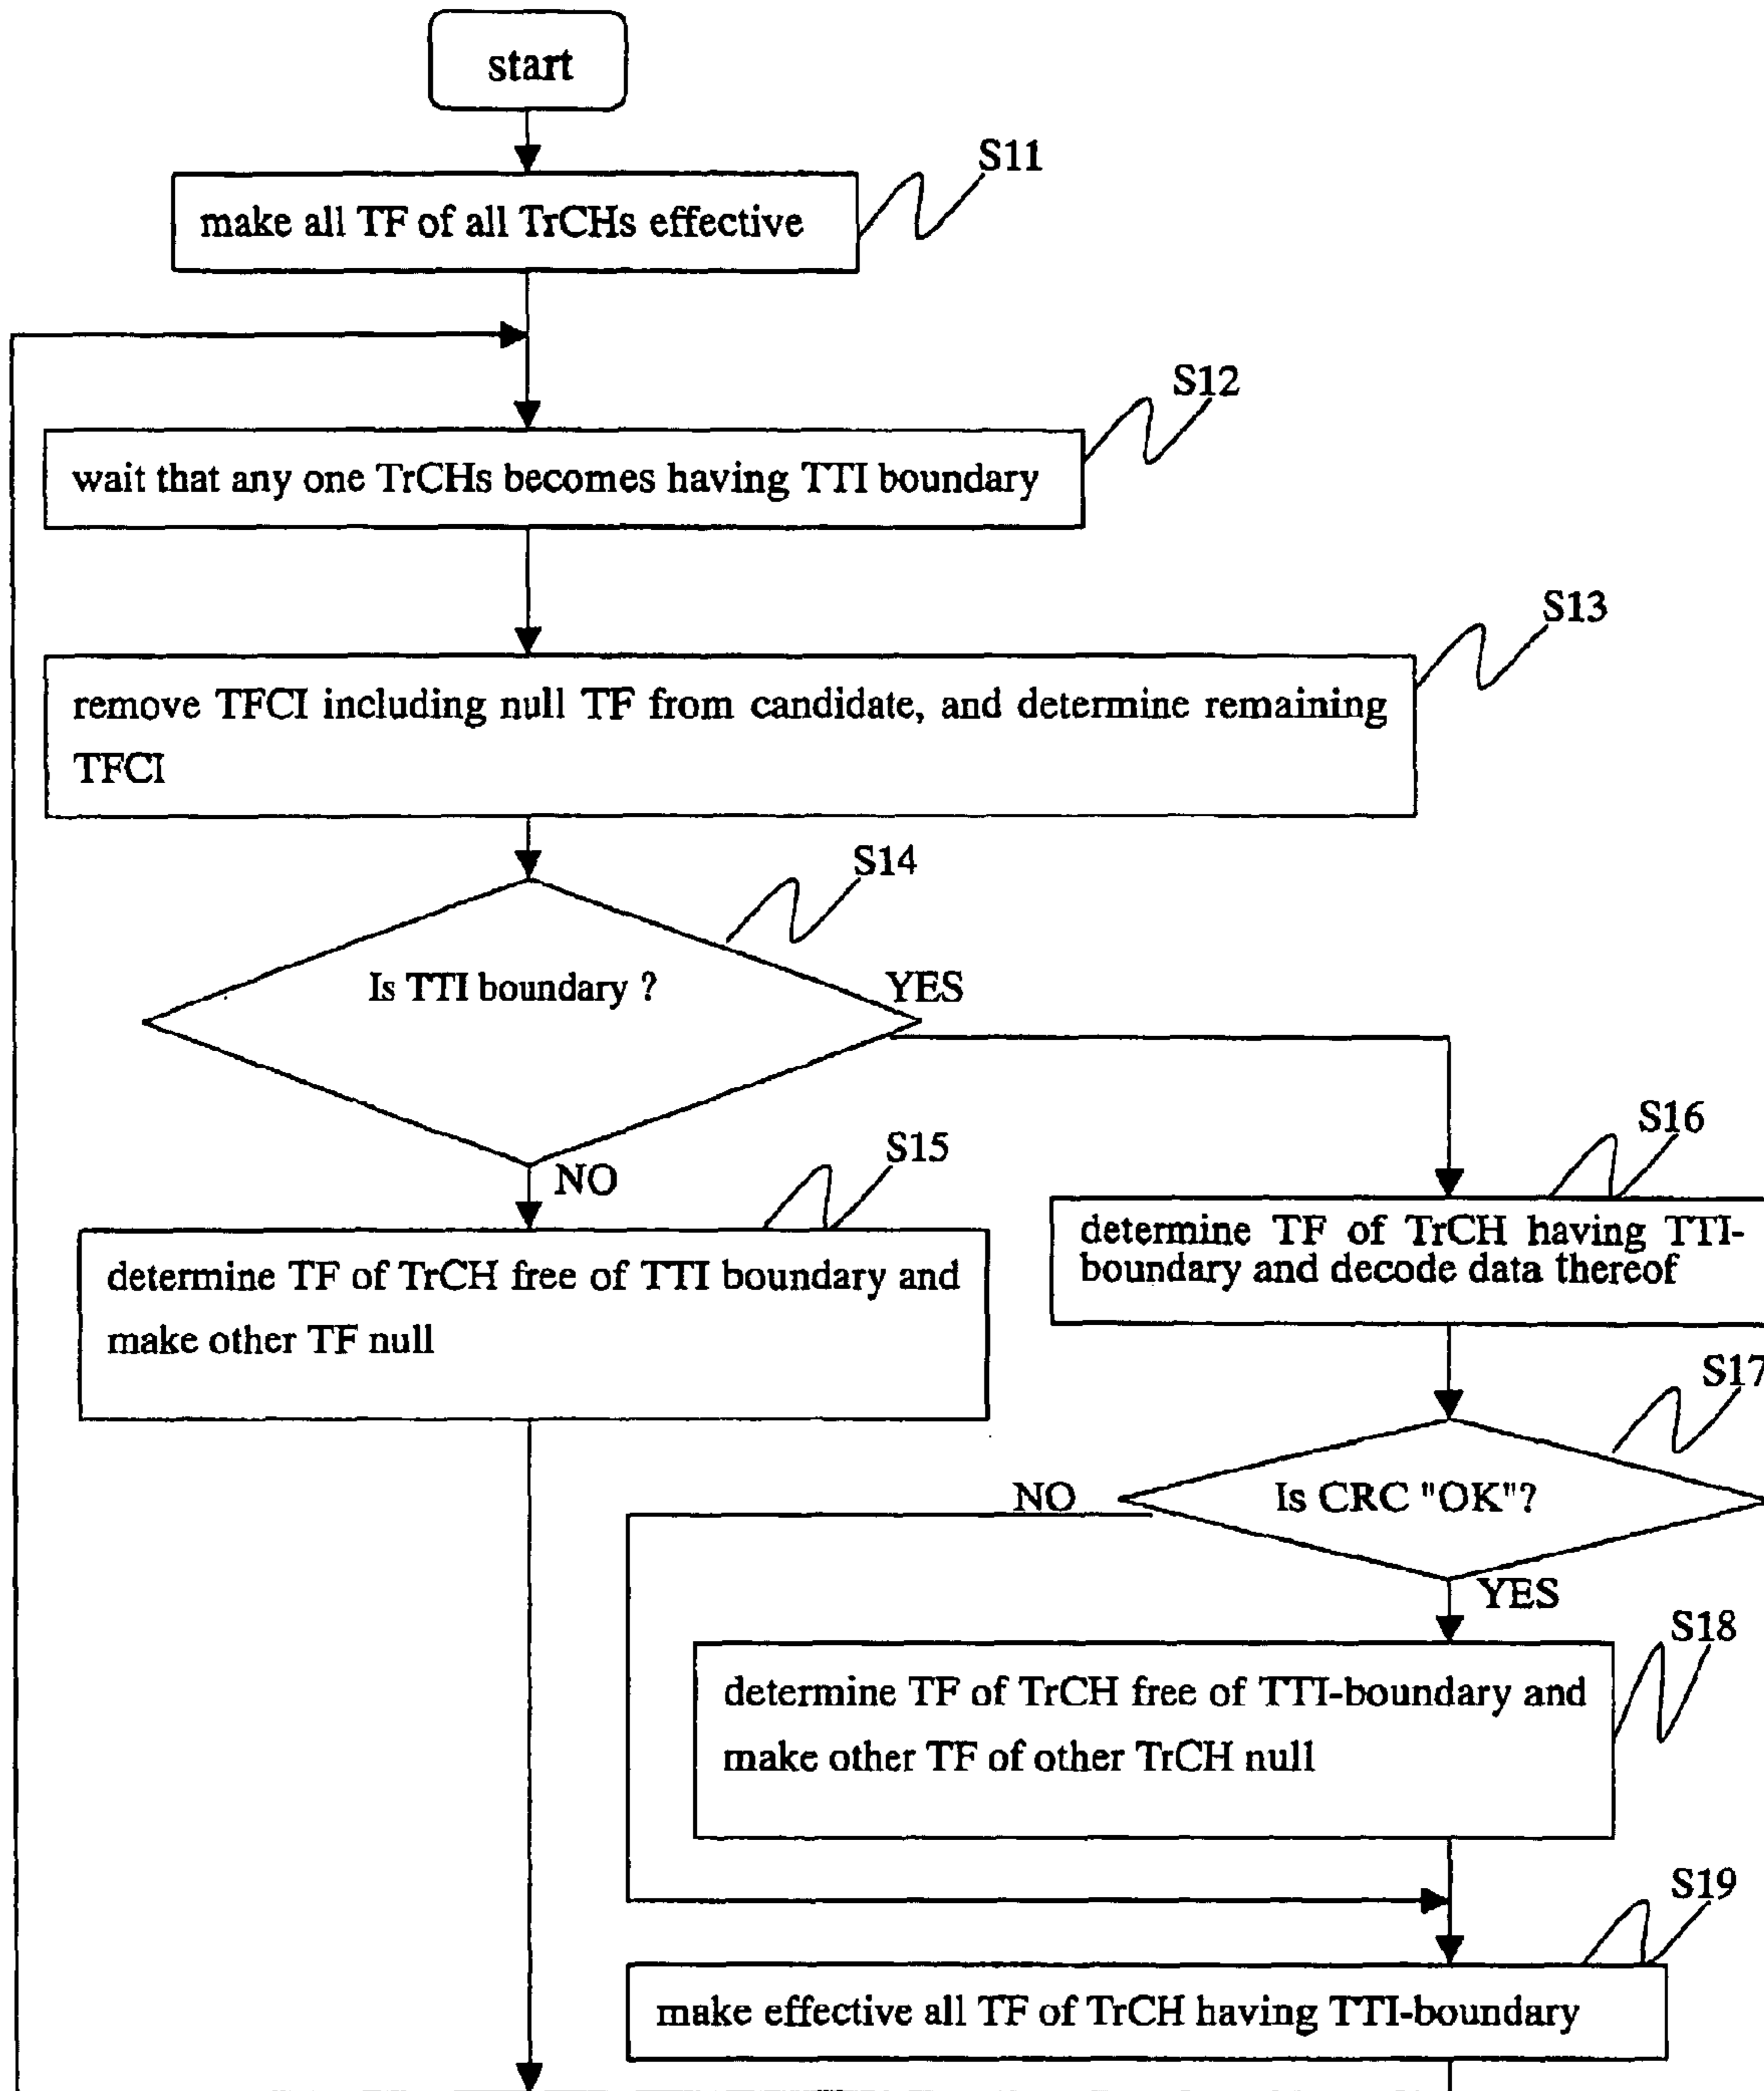 start
S11
make all TF of all TrCHs effective
S12
wait that any one TrCHs becomes having TTI boundary
S13
remove TFCI including null TF from candidate, and determine remaining
TFCI
S14
Is TTI boundary ?
YES
NO
S15
determine TF of TrCH free of TTI boundary and
make other TF null
S16
determine TF of TrCH having TTI-
boundary and decode data thereof
S17
Is CRC "OK"?
NO
YES
S18
determine TF of TrCH free of TTI-boundary and
make other TF of other TrCH null
S19
make effective all TF of TrCH having TTI-boundary